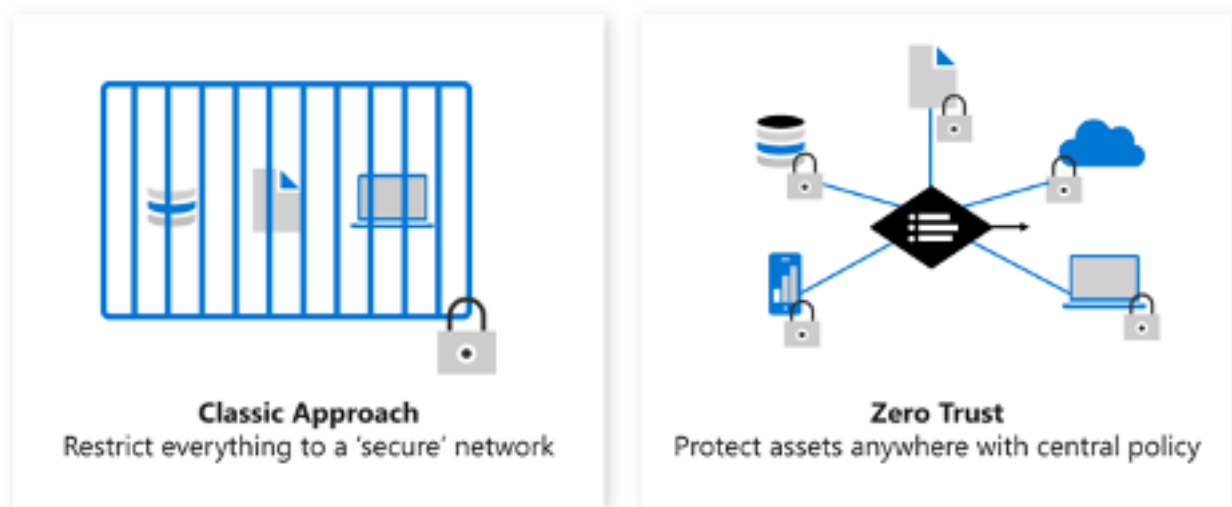 Classic Approach
Restrict everything to a ‘secure’ network
Zero Trust
Protect assets anywhere with central policy